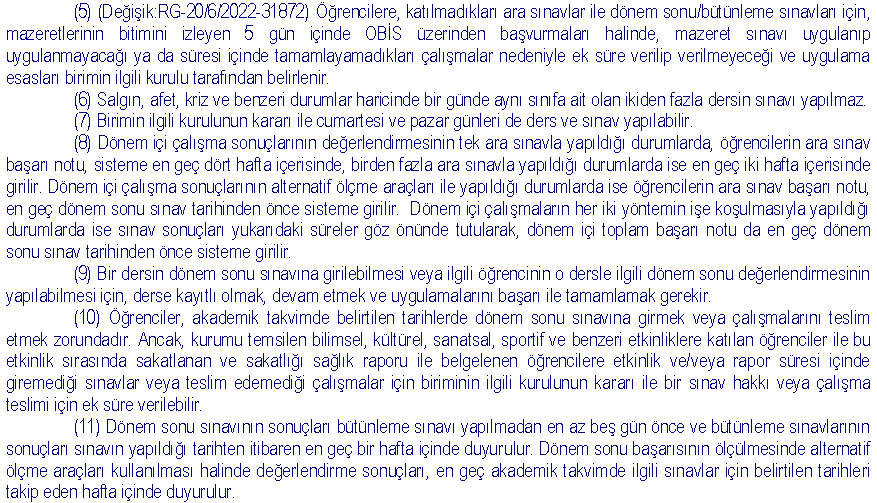 (5) (Değişik:RG-20/6/2022-31872) Öğrencilere, katılmadıkları ara sınavlar ile dönem sonu/bütünleme sınavları için,
mazeretlerinin bitimini izleyen 5 gün içinde OBİS üzerinden başvurmaları halinde, mazeret sınavı uygulanıp
uygulanmayacağı ya da süresi içinde tamamlayamadıkları çalışmalar nedeniyle ek süre verilip verilmeyeceği ve uygulama
esasları birimin ilgili kurulu tarafından belirlenir.
(6) Salgın, afet, kriz ve benzeri durumlar haricinde bir günde aynı sınıfa ait olan ikiden fazla dersin sınavı yapılmaz.
(7) Birimin ilgili kurulunun kararı ile cumartesi ve pazar günleri de ders ve sınav yapılabilir.
(8) Dönem içi çalışma sonuçlarının değerlendirmesinin tek ara sınavla yapıldığı durumlarda, öğrencilerin ara sınav
başarı notu, sisteme en geç dört hafta içerisinde, birden fazla ara sınavla yapıldığı durumlarda ise en geç iki hafta içerisinde
girilir. Dönem içi çalışma sonuçlarının alternatif ölçme araçları ile yapıldığı durumlarda ise öğrencilerin ara sınav başarı notu,
en geç dönem sonu sınav tarihinden önce sisteme girilir. Dönem içi çalışmaların her iki yöntemin işe koşulmasıyla yapıldığı
durumlarda ise sınav sonuçları yukarıdaki süreler göz önünde tutularak, dönem içi toplam başarı notu da en geç dönem
sonu sınav tarihinden önce sisteme girilir.
(9) Bir dersin dönem sonu sınavına girilebilmesi veya ilgili öğrencinin o dersle ilgili dönem sonu değerlendirmesinin
yapılabilmesi için, derse kayıtlı olmak, devam etmek ve uygulamalarını başarı ile tamamlamak gerekir.
(10) Öğrenciler, akademik takvimde belirtilen tarihlerde dönem sonu sınavına girmek veya çalışmalarını teslim
etmek zorundadır. Ancak, kurumu temsilen bilimsel, kültürel, sanatsal, sportif ve benzeri etkinliklere katılan öğrenciler ile bu
etkinlik sırasında sakatlanan ve sakatlığı sağlık raporu ile belgelenen öğrencilere etkinlik ve/veya rapor süresi içinde
giremediği sınavlar veya teslim edemediği çalışmalar için biriminin ilgili kurulunun kararı ile bir sınav hakkı veya çalışma
teslimi için ek süre verilebilir.
(11) Dönem sonu sınavının sonuçları bütünleme sınavı yapılmadan en az beş gün önce ve bütünleme sınavlarının
sonuçları sınavın yapıldığı tarihten itibaren en geç bir hafta içinde duyurulur. Dönem sonu başarısının ölçülmesinde alternatif
ölçme araçları kullanılması halinde değerlendirme sonuçları, en geç akademik takvimde ilgili sınavlar için belirtilen tarihleri
takip eden hafta içinde duyurulur.